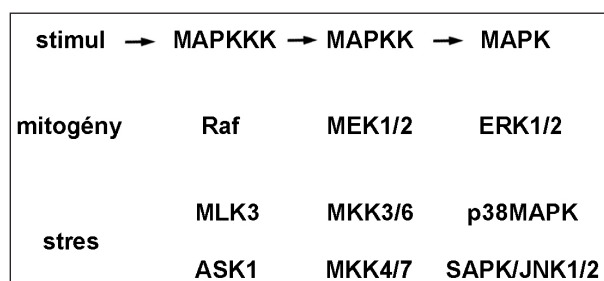 stimul → MAPKKK → MAPKK → MAPK
mitogény Raf MEK1/2 ERK1/2
MLK3 MKK3/6 p38MAPK
stres
ASK1 MKK4/7 SAPK/JNK1/2